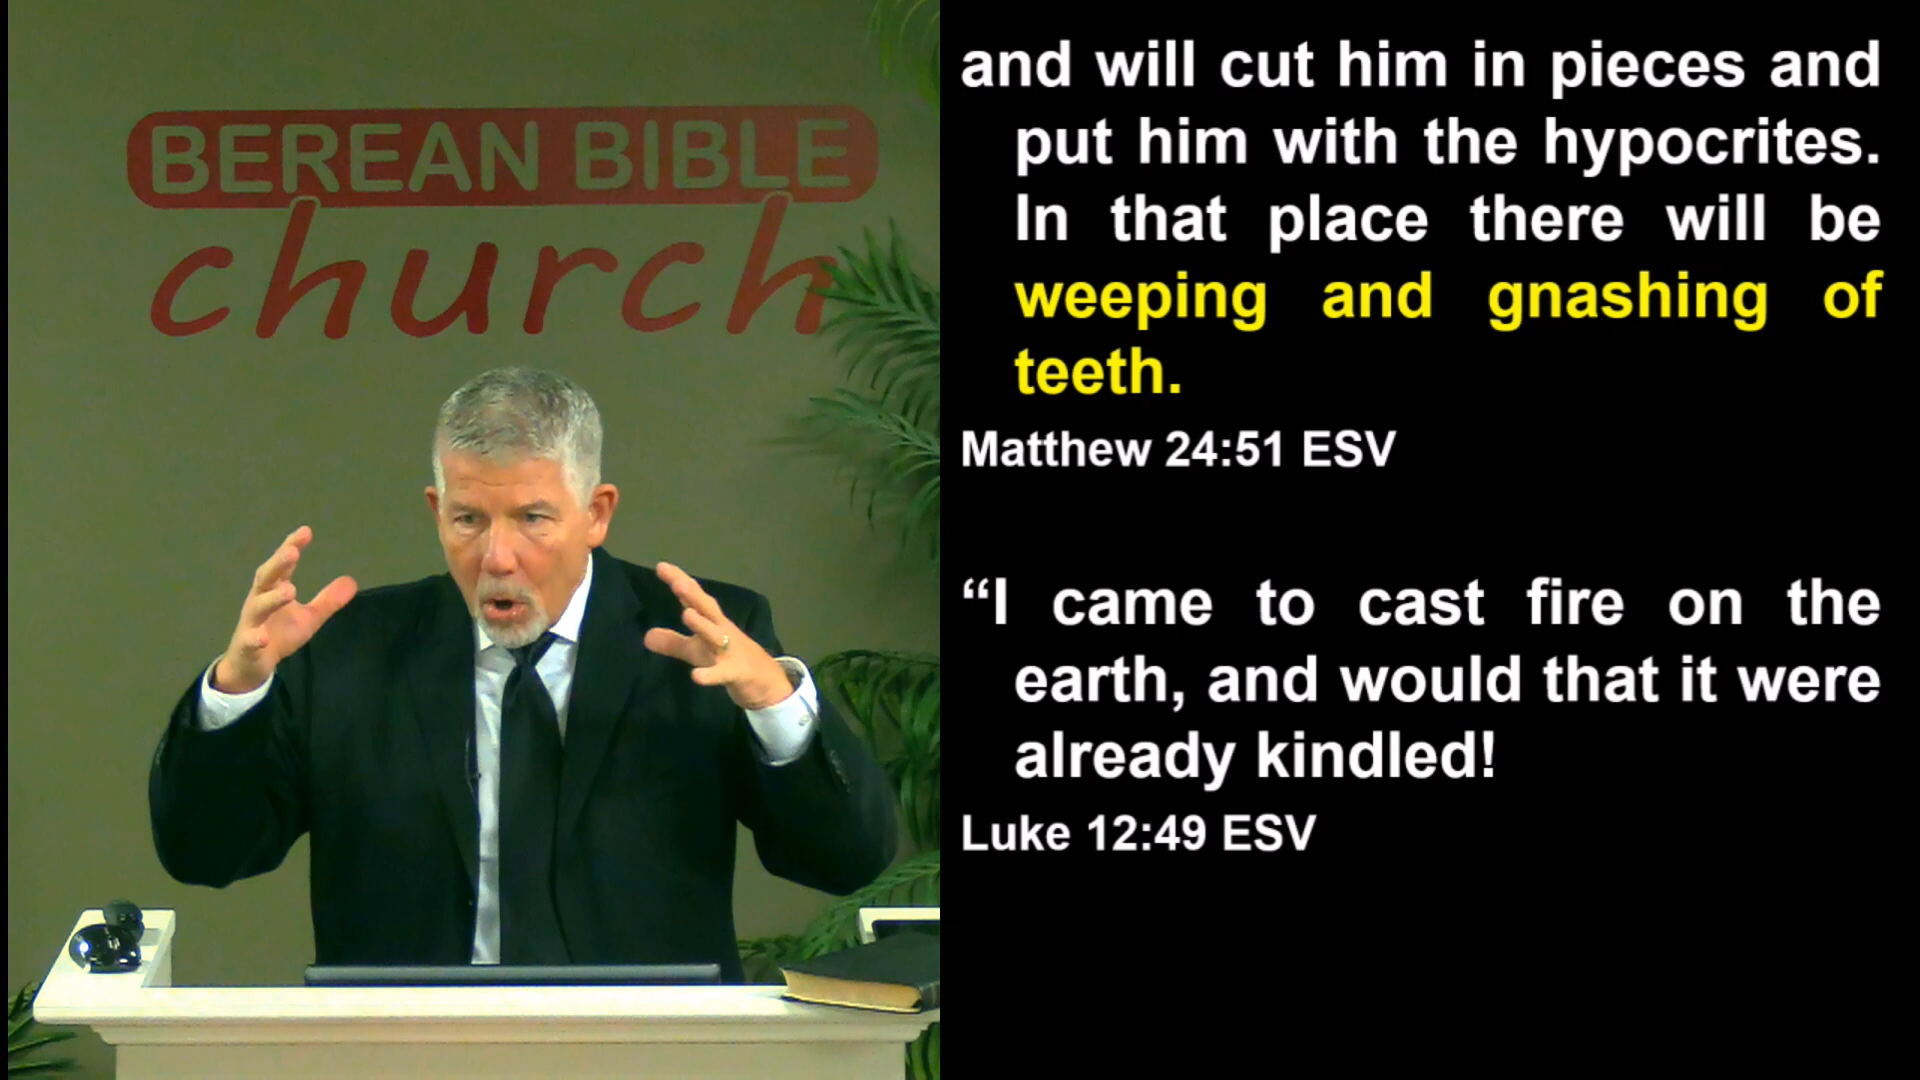 BEREAN BIBLE
church
and will cut him in pieces and
put him with the hypocrites.
In that place there will be
weeping and gnashing of
teeth.
Matthew 24:51 ESV
“I came to cast fire on the
earth, and would that it were
already kindled!
Luke 12:49 ESV